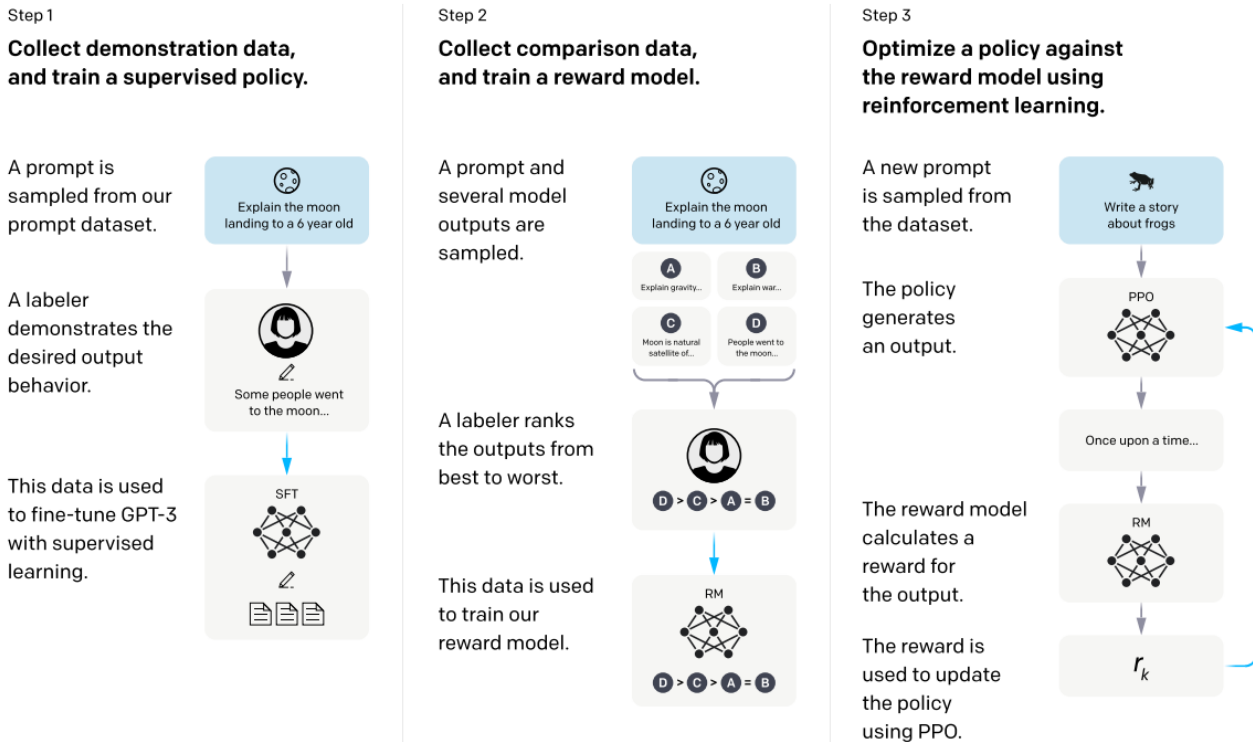 Step 1
Collect demonstration data,
and train a supervised policy.
A prompt is
sampled from our
prompt dataset.
Explain the moon
landing to a 6 year old
A labeler
demonstrates the
desired output
behavior.
Some people went
to the moon...
This data is used
to fine-tune GPT-3
with supervised
learning.
SFT
Step 2
Collect comparison data,
and train a reward model.
A prompt and
several model
outputs are
sampled.
Explain the moon
landing to a 6 year old
A
Explain gravity...
B
Explain war...
C
Moon is natural
satellite of...
D
People went to
the moon...
A labeler ranks
the outputs from
best to worst.
D > C > A = B
This data is used
to train our
reward model.
RM
D > C > A = B
Step 3
Optimize a policy against
the reward model using
reinforcement learning.
A new prompt
is sampled from
the dataset.
Write a story
about frogs
The policy
generates
an output.
PPO
Once upon a time...
The reward model
calculates a
reward for
the output.
RM
The reward is
used to update
the policy
using PPO.
rₖ